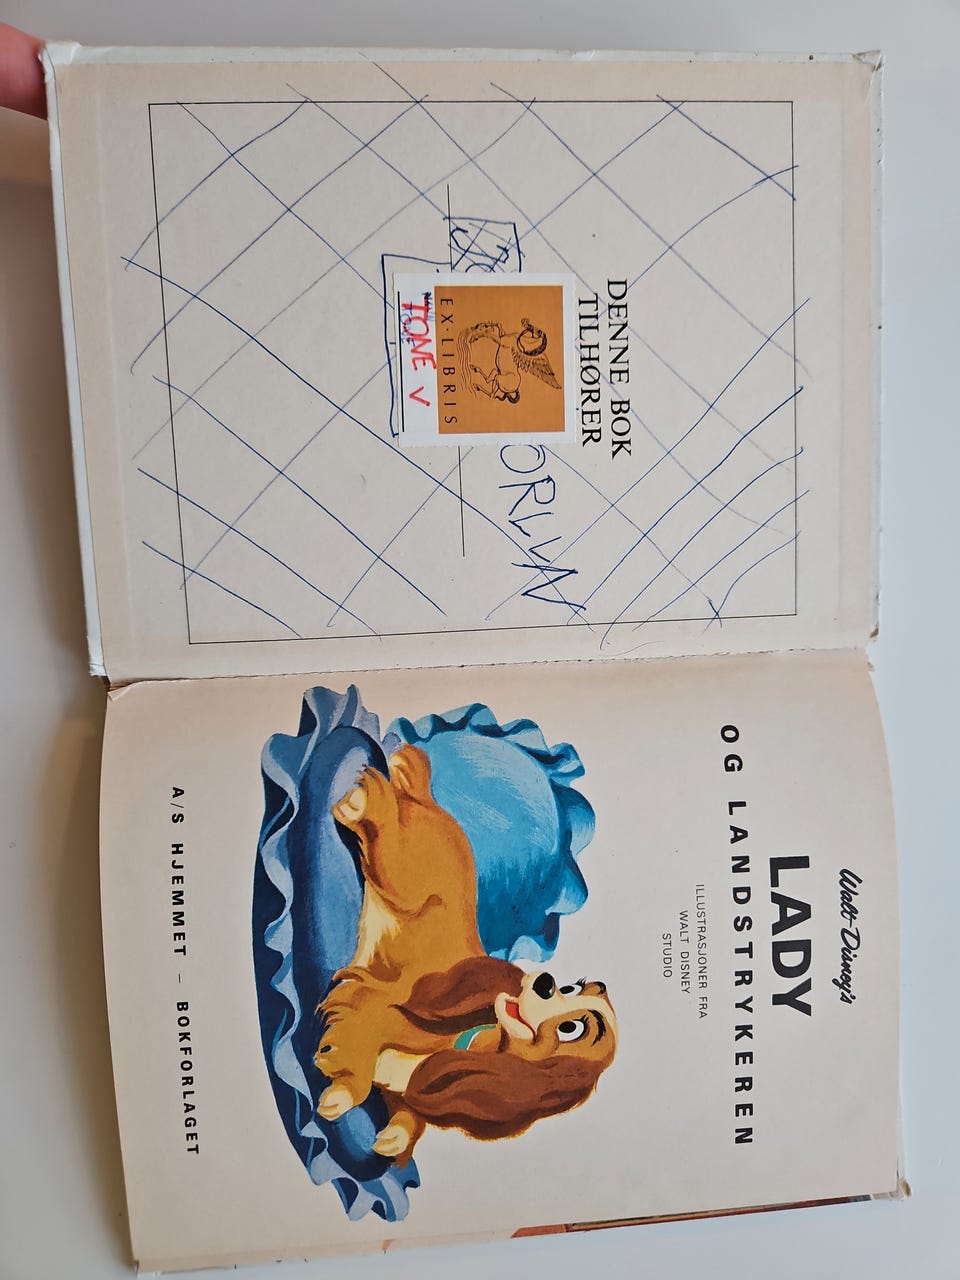 DENNE BOK
TILHØRER
EX-LIBRIS
TONE V
Walt Disney's
LADY
OG LANDSTRYKEREN
ILLUSTRASJONER FRA
WALT DISNEY
STUDIO
A/S HJEMMET – BOKFORLAGET